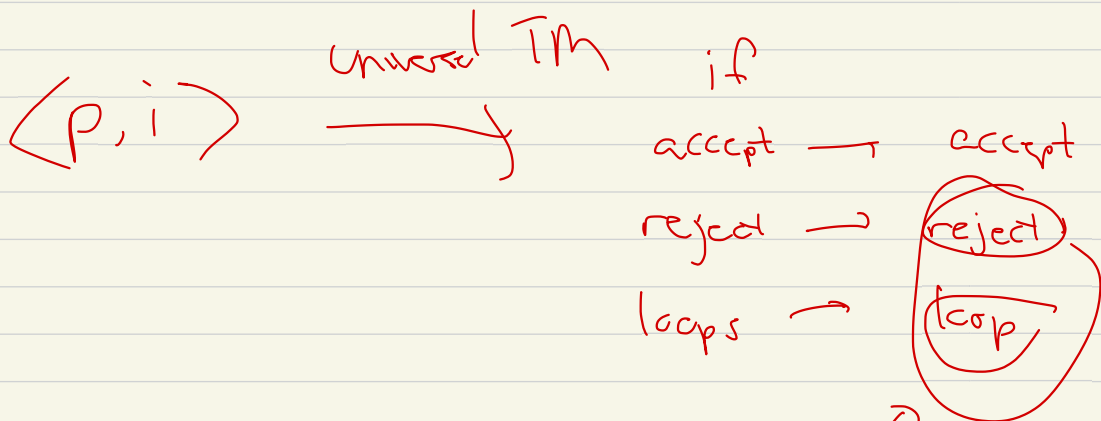 universal TM if
<p, i> →
accept → accept
reject → reject
loops → loop
?